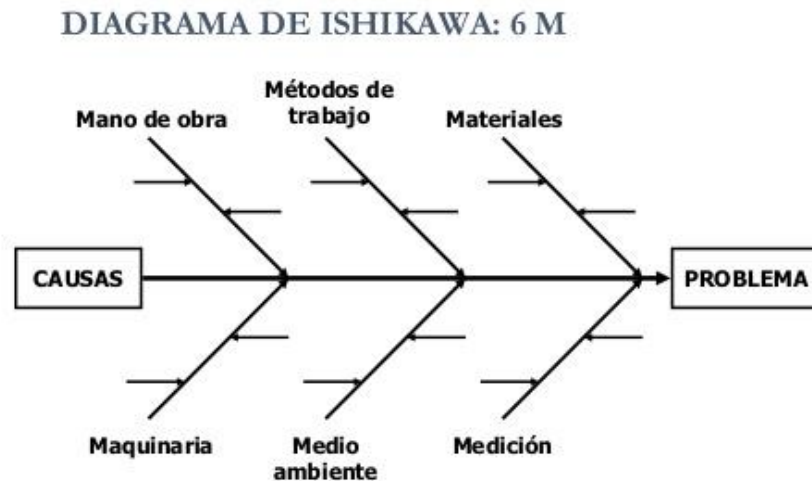 DIAGRAMA DE ISHIKAWA: 6 M
Mano de obra
Métodos de
trabajo
Materiales
CAUSAS
PROBLEMA
Maquinaria
Medio
ambiente
Medición